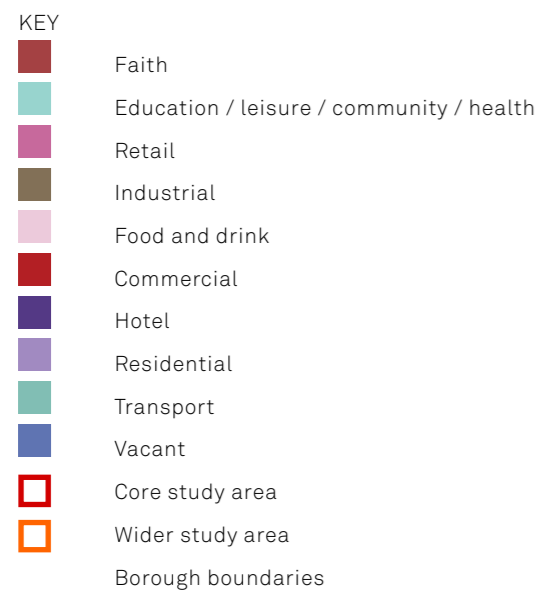 KEY
Faith
Education / leisure / community / health
Retail
Industrial
Food and drink
Commercial
Hotel
Residential
Transport
Vacant
Core study area
Wider study area
Borough boundaries